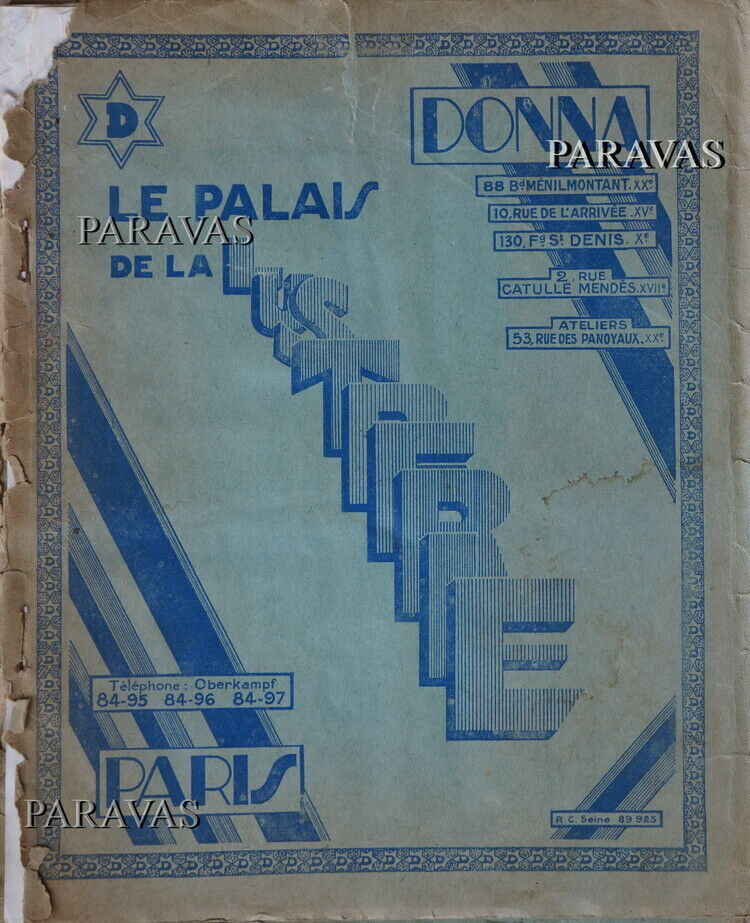 D
DONNA
PARAVAS
88 Bd MÉNILMONTANT.XXe
LE PALAIS
10, RUE DE L'ARRIVÉE.XVe
PARAVAS
130, Fg St DENIS. Xe
DE LA
LUSTRERIE
2, RUE
CATULLE MENDÈS.XVIIe
ATELIERS
53, RUE DES PANOYAUX.XXe
Téléphone : Oberkampf
84-95 84-96 84-97
PARIS
PARAVAS
R.C. Seine 89925